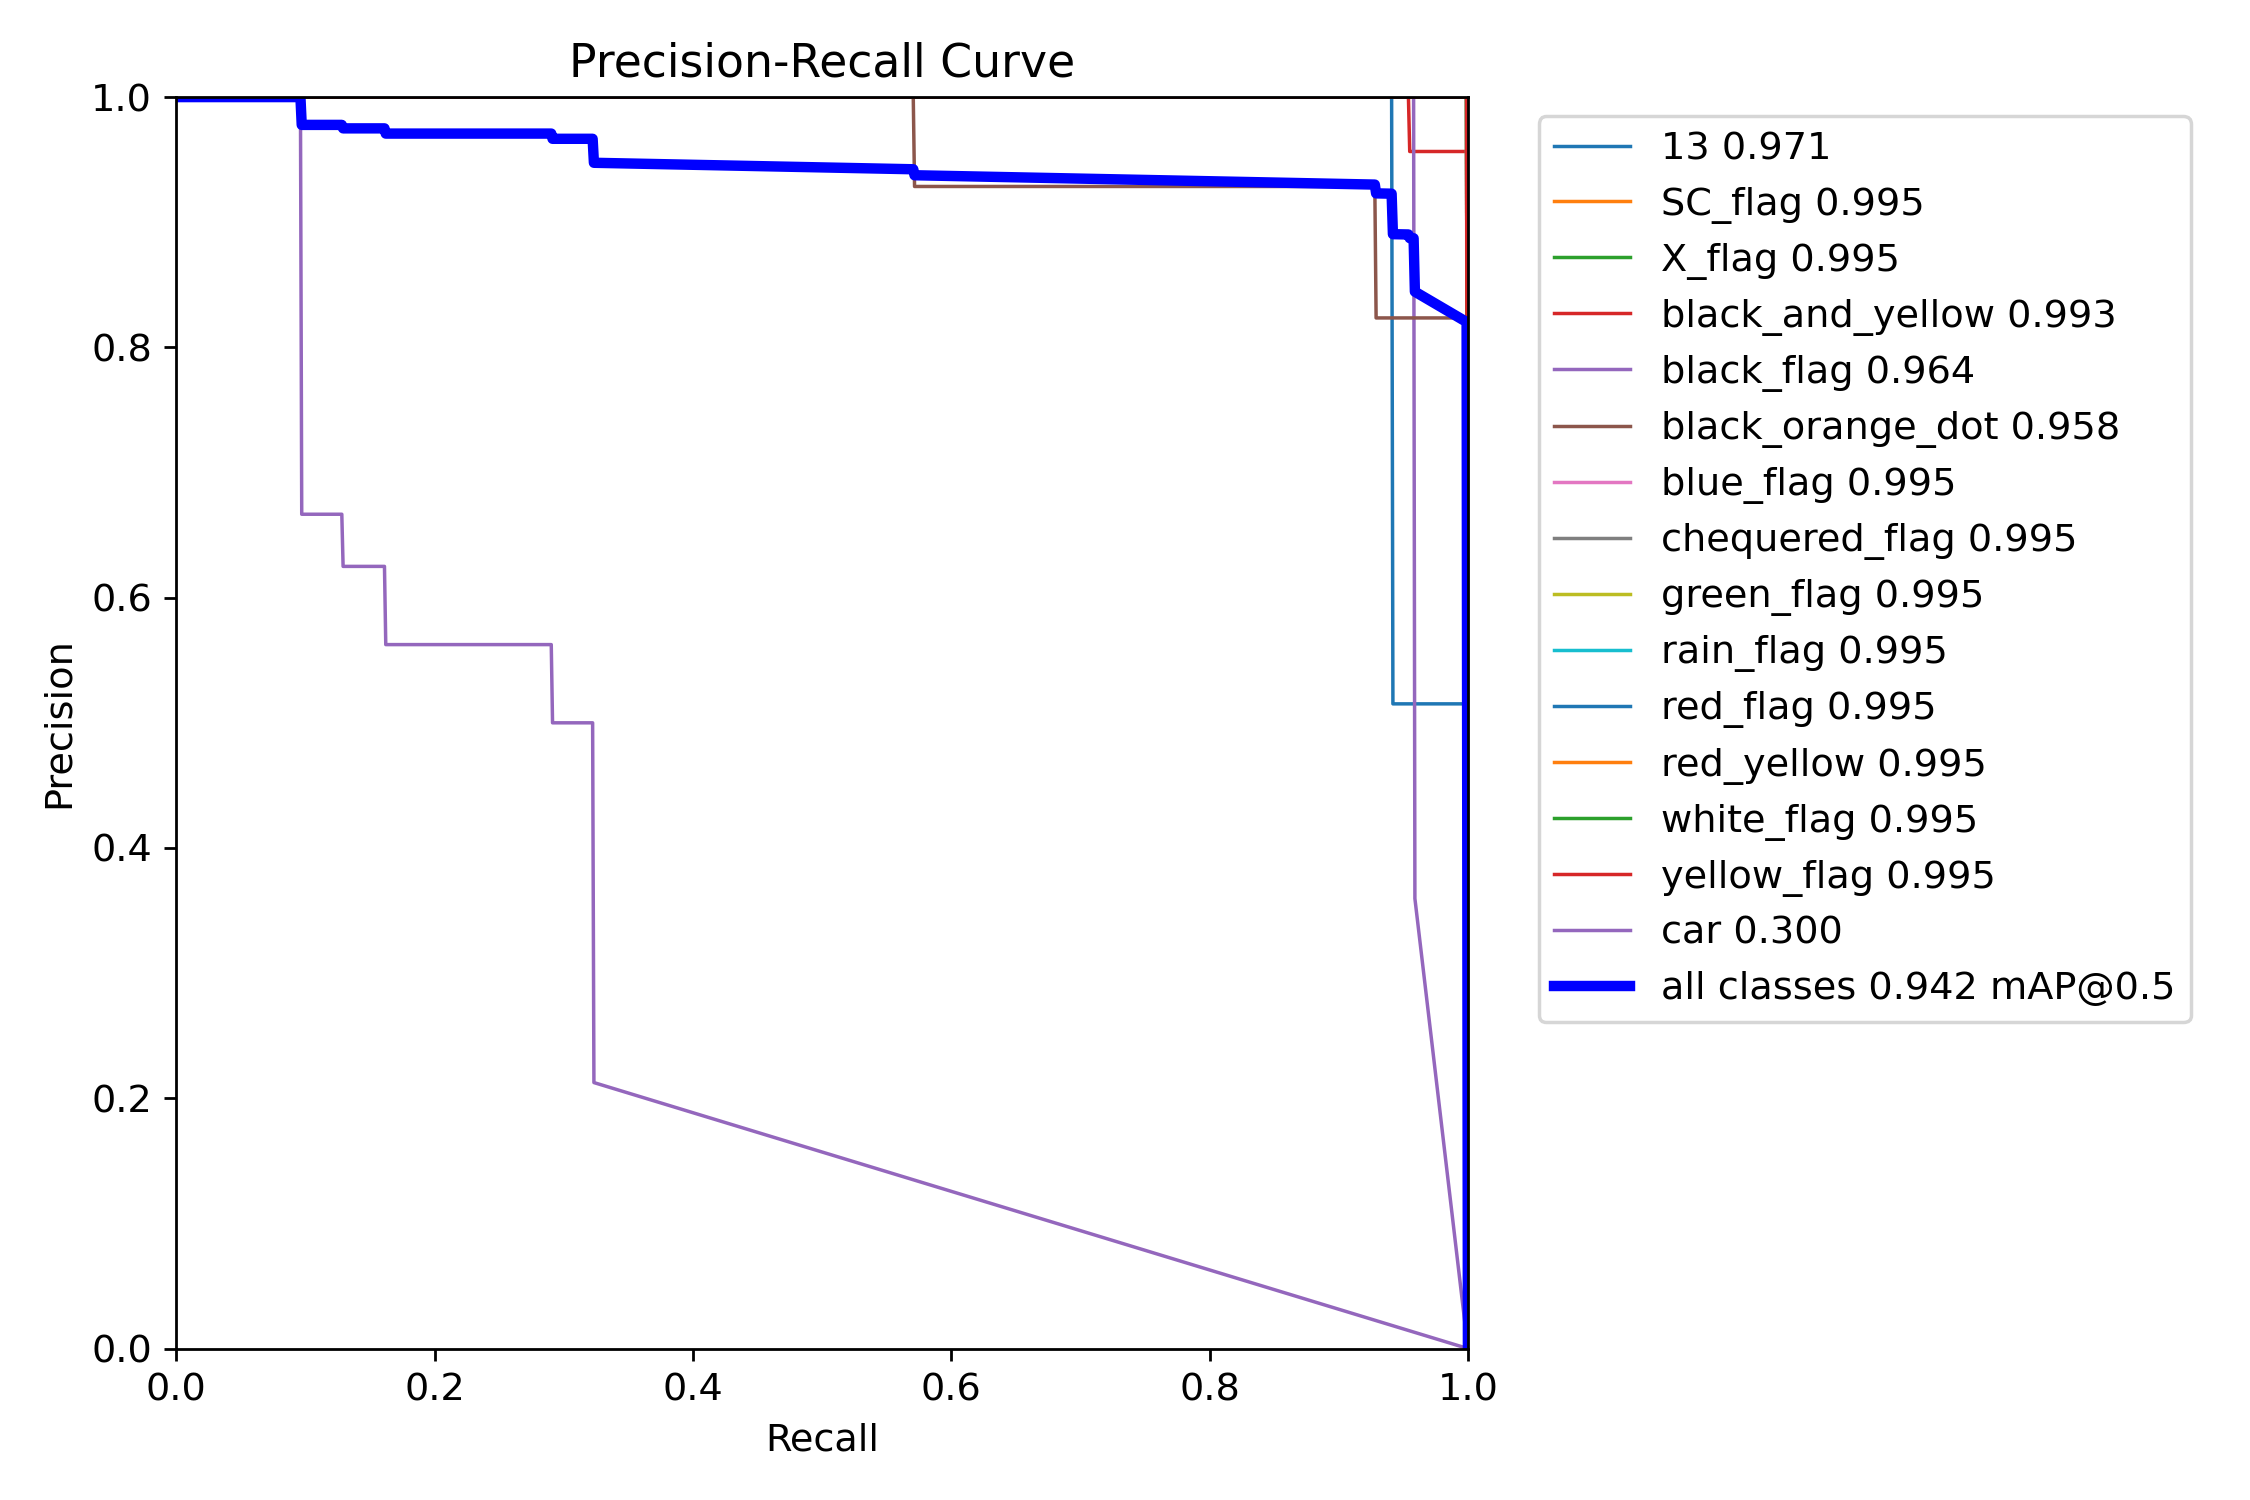 Precision-Recall Curve
1.0
0.8
0.6
0.4
0.2
0.0
Precision
0.0 0.2 0.4 0.6 0.8 1.0
Recall
13 0.971
SC_flag 0.995
X_flag 0.995
black_and_yellow 0.993
black_flag 0.964
black_orange_dot 0.958
blue_flag 0.995
chequered_flag 0.995
green_flag 0.995
rain_flag 0.995
red_flag 0.995
red_yellow 0.995
white_flag 0.995
yellow_flag 0.995
car 0.300
all classes 0.942 mAP@0.5